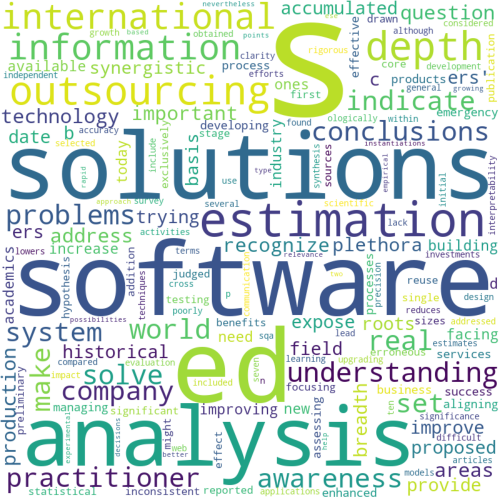 nevertheless accumulated use drawn considered
international question although
growth based obtained points clarity rigorous
information S depth
available process effective core development
synergistic c products ers'
independent efforts general growing
outsourcing first ones indicate
technology important emergency publication
date b exclusively basis industry conclusions
accuracy developing found ologically within
selected today stage instantiations
rapid include sources synthesis type empirical interpretability
solutions
approach survey use scientific initial
problems trying several estimation
activities lack
ers address terms communication relevance investments
lowers increase recognize plethora building d
academics hypothesis addition techniques judged cross p processes reuse reduces design
possibilities poorly testing precision single sizes addressed
software
system world benefits sqa lead expose roots facing estimates
compared need seven learning erroneous services
production historical ed field upgrading real understanding
preliminary make solve impact evaluation included n focusing business aligning success
company improving new set significance
managing significant might assessing breadth improve difficult
experimental decisions web better effect help ten proposed articles
analysis
practitioner awareness models areas
statistical inconsistent reported applications enhanced provide